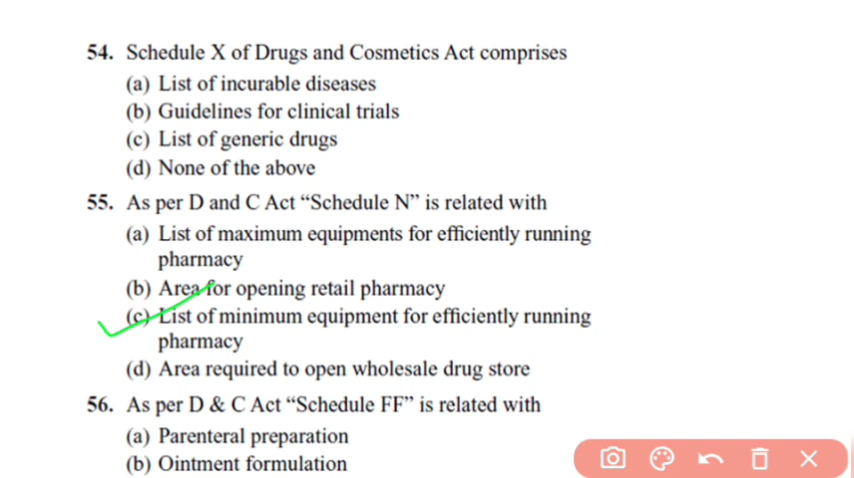 54. Schedule X of Drugs and Cosmetics Act comprises
(a) List of incurable diseases
(b) Guidelines for clinical trials
(c) List of generic drugs
(d) None of the above
55. As per D and C Act “Schedule N” is related with
(a) List of maximum equipments for efficiently running
pharmacy
(b) Area for opening retail pharmacy
(c) List of minimum equipment for efficiently running
pharmacy
(d) Area required to open wholesale drug store
56. As per D & C Act “Schedule FF” is related with
(a) Parenteral preparation
(b) Ointment formulation